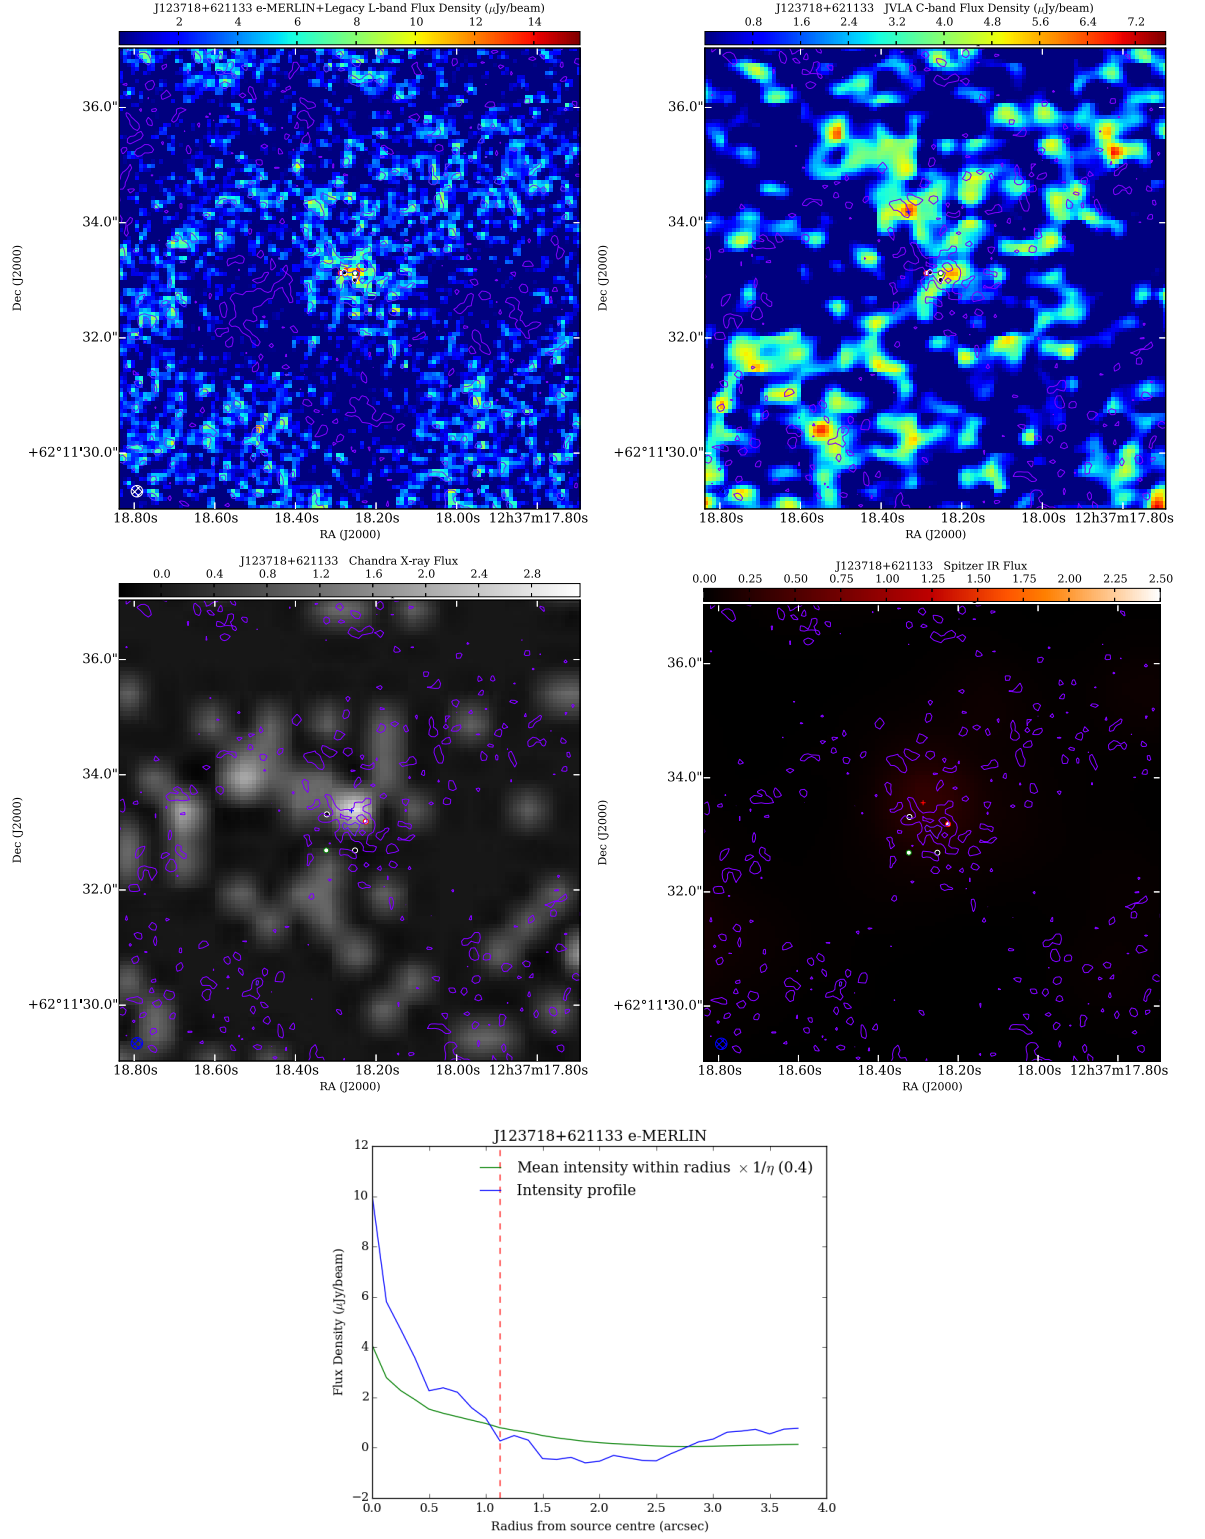 J123718+621133 e-MERLIN+Legacy L-band Flux Density (μJy/beam)
2 4 6 8 10 12 14
36.0"
34.0"
32.0"
+62°11'30.0"
Dec (J2000)
18.80s 18.60s 18.40s 18.20s 18.00s 12h37m17.80s
RA (J2000)
J123718+621133 JVLA C-band Flux Density (μJy/beam)
0.8 1.6 2.4 3.2 4.0 4.8 5.6 6.4 7.2
36.0"
34.0"
32.0"
+62°11'30.0"
Dec (J2000)
18.80s 18.60s 18.40s 18.20s 18.00s 12h37m17.80s
RA (J2000)
J123718+621133 Chandra X-ray Flux
0.0 0.4 0.8 1.2 1.6 2.0 2.4 2.8
36.0"
34.0"
32.0"
+62°11'30.0"
Dec (J2000)
18.80s 18.60s 18.40s 18.20s 18.00s 12h37m17.80s
RA (J2000)
J123718+621133 Spitzer IR Flux
0.00 0.25 0.50 0.75 1.00 1.25 1.50 1.75 2.00 2.25 2.50
36.0"
34.0"
32.0"
+62°11'30.0"
Dec (J2000)
18.80s 18.60s 18.40s 18.20s 18.00s 12h37m17.80s
RA (J2000)
J123718+621133 e-MERLIN
Mean intensity within radius × 1/η (0.4)
Intensity profile
12
10
8
6
4
2
0
−2
Flux Density (μJy/beam)
0.0 0.5 1.0 1.5 2.0 2.5 3.0 3.5 4.0
Radius from source centre (arcsec)